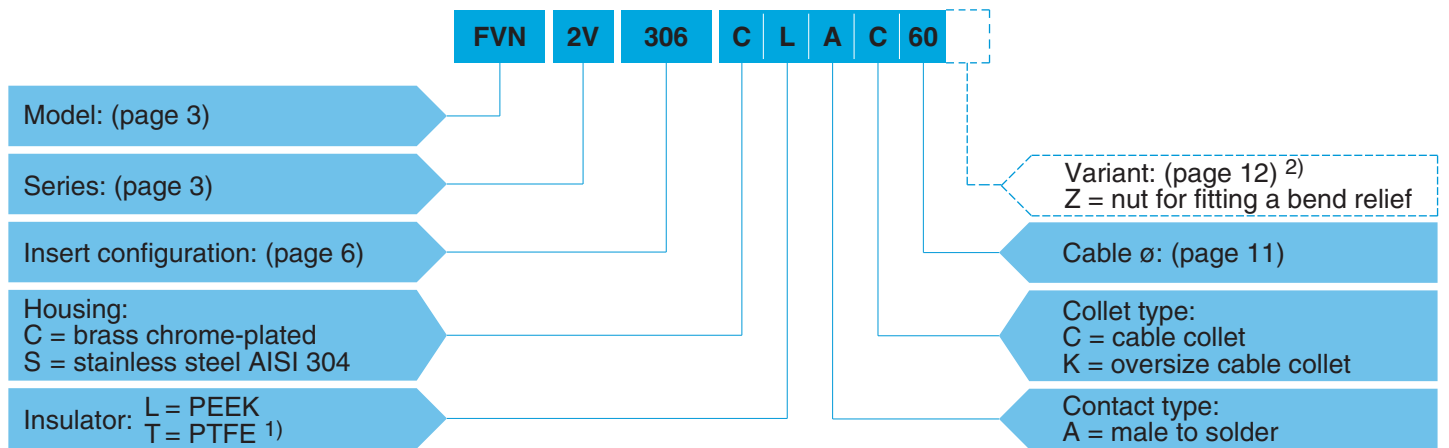 FVN 2V 306 C L A C 60
Model: (page 3)
Series: (page 3)
Insert configuration: (page 6)
Housing:
C = brass chrome-plated
S = stainless steel AISI 304
Insulator: L = PEEK
T = PTFE 1)
Variant: (page 12) 2)
Z = nut for fitting a bend relief
Cable ø: (page 11)
Collet type:
C = cable collet
K = oversize cable collet
Contact type:
A = male to solder